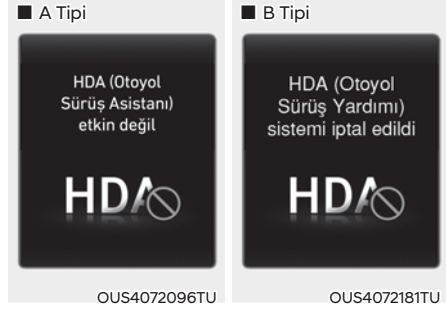 ■ A Tipi
HDA (Otoyol
Sürüş Asistanı)
etkin değil
HDA
OUS4072096TU
■ B Tipi
HDA (Otoyol
Sürüş Yardımı)
sistemi iptal edildi
HDA
OUS4072181TU